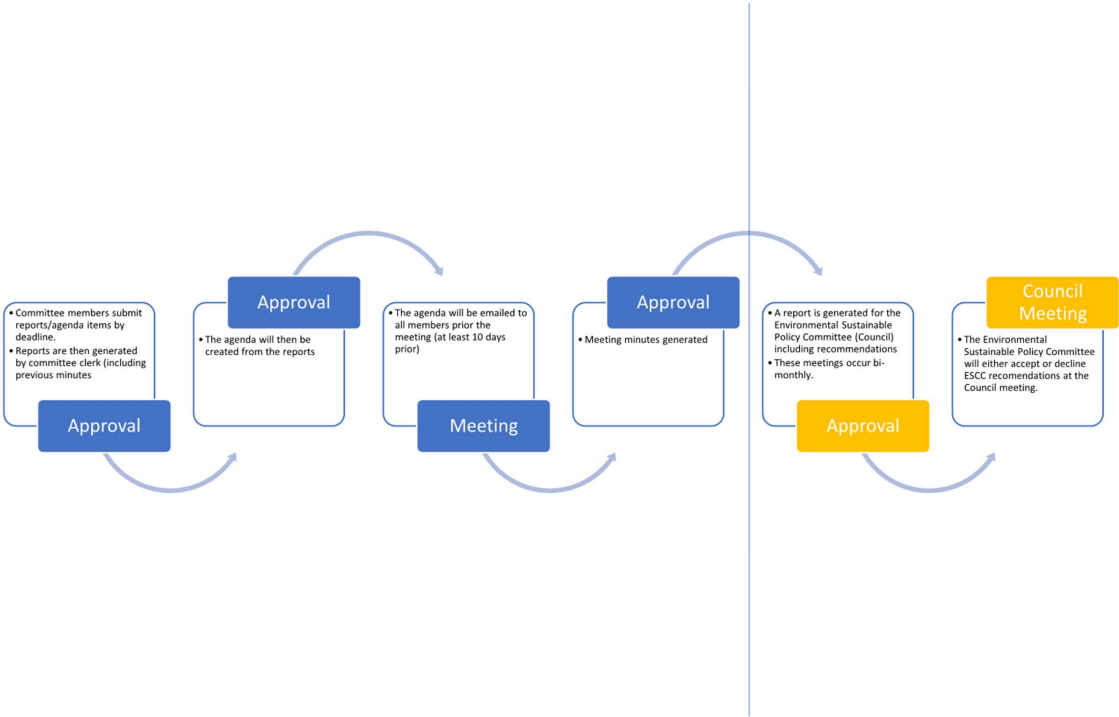 • Committee members submit
reports/agenda items by
deadline.
• Reports are then generated
by committee clerk (including
previous minutes
Approval
Approval
• The agenda will then be
created from the reports
• The agenda will be emailed to
all members prior the
meeting (at least 10 days
prior)
Meeting
Approval
• Meeting minutes generated
• A report is generated for the
Environmental Sustainable
Policy Committee (Council)
including recommendations
• These meetings occur bi-
monthly.
Approval
Council
Meeting
• The Environmental
Sustainable Policy Committee
will either accept or decline
ESCC recomendations at the
Council meeting.